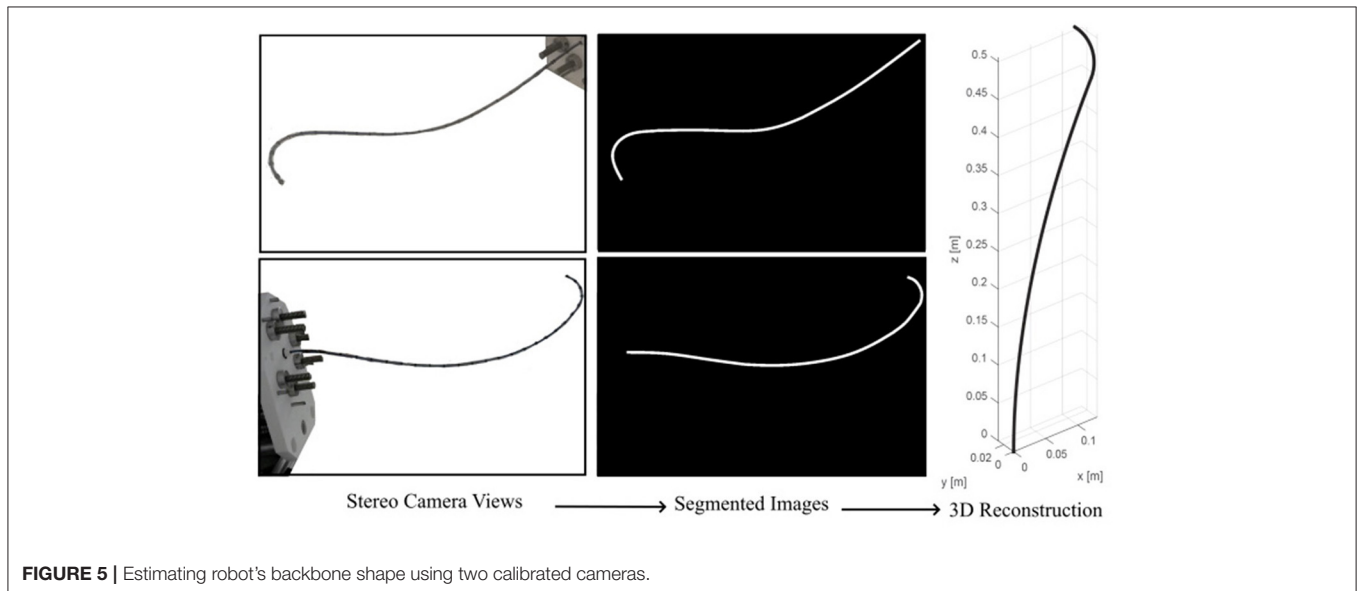 0.5
0.45
0.4
0.35
0.3
0.25
0.2
0.15
0.1
0.05
0
z [m]
0.02
0
y [m]
0
0.05
0.1
x [m]
Stereo Camera Views
Segmented Images
3D Reconstruction
FIGURE 5 | Estimating robot's backbone shape using two calibrated cameras.